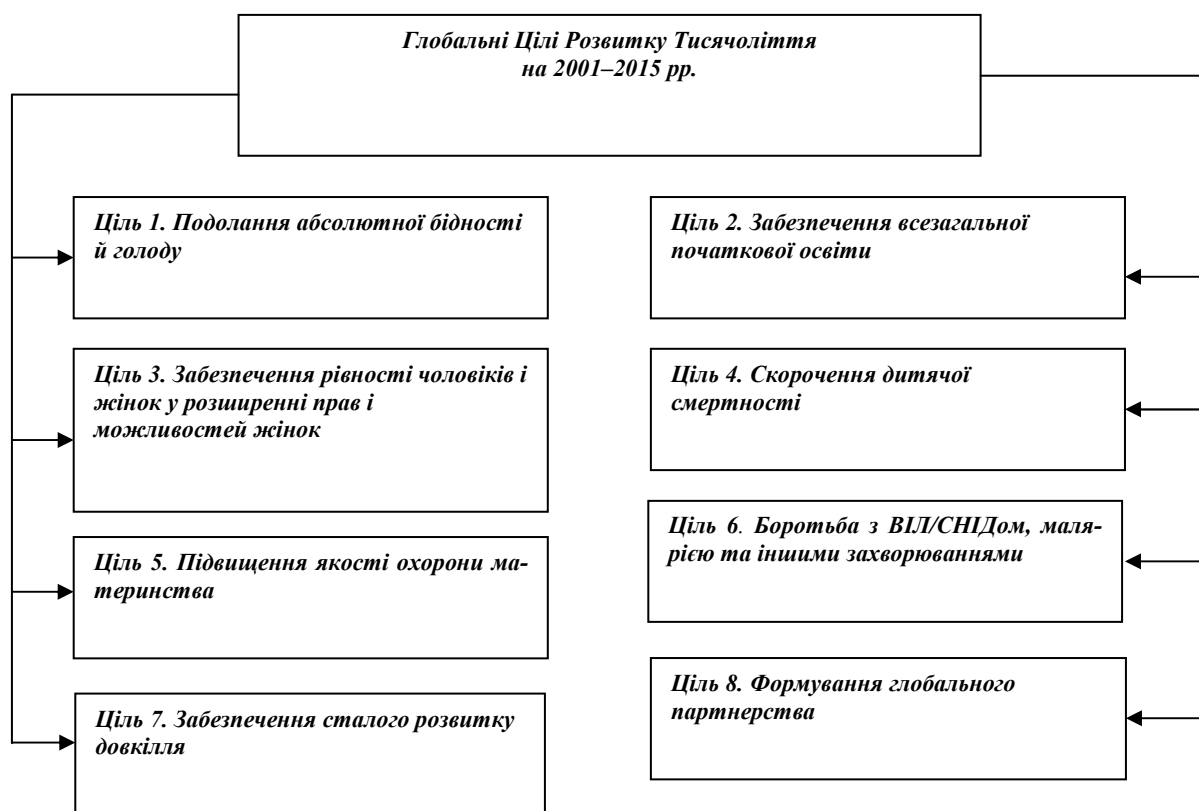 Глобальні Цілі Розвитку Тисячоліття
на 2001–2015 рр.
Ціль 1. Подолання абсолютної бідності
й голоду
Ціль 2. Забезпечення всезагальної
початкової освіти
Ціль 3. Забезпечення рівності чоловіків і
жінок у розширенні прав і
можливостей жінок
Ціль 4. Скорочення дитячої
смертності
Ціль 5. Підвищення якості охорони ма-
теринства
Ціль 6. Боротьба з ВІЛ/СНІДом, маля-
рією та іншими захворюваннями
Ціль 7. Забезпечення сталого розвитку
довкілля
Ціль 8. Формування глобального
партнерства